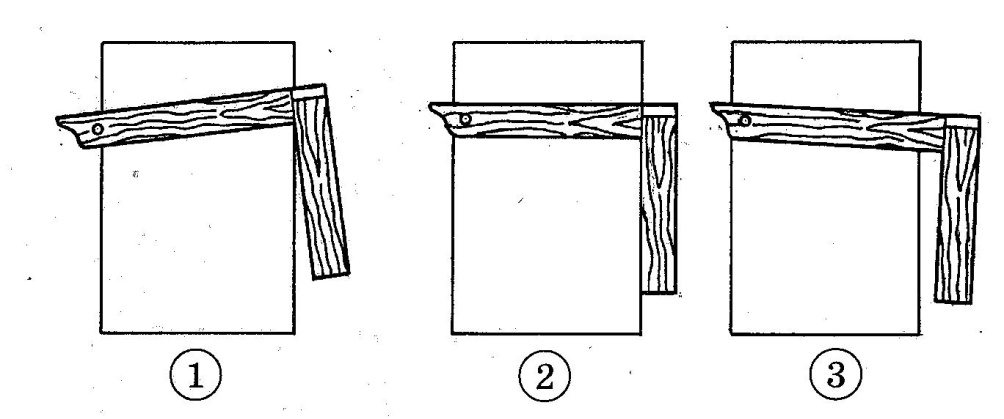 ① ② ③